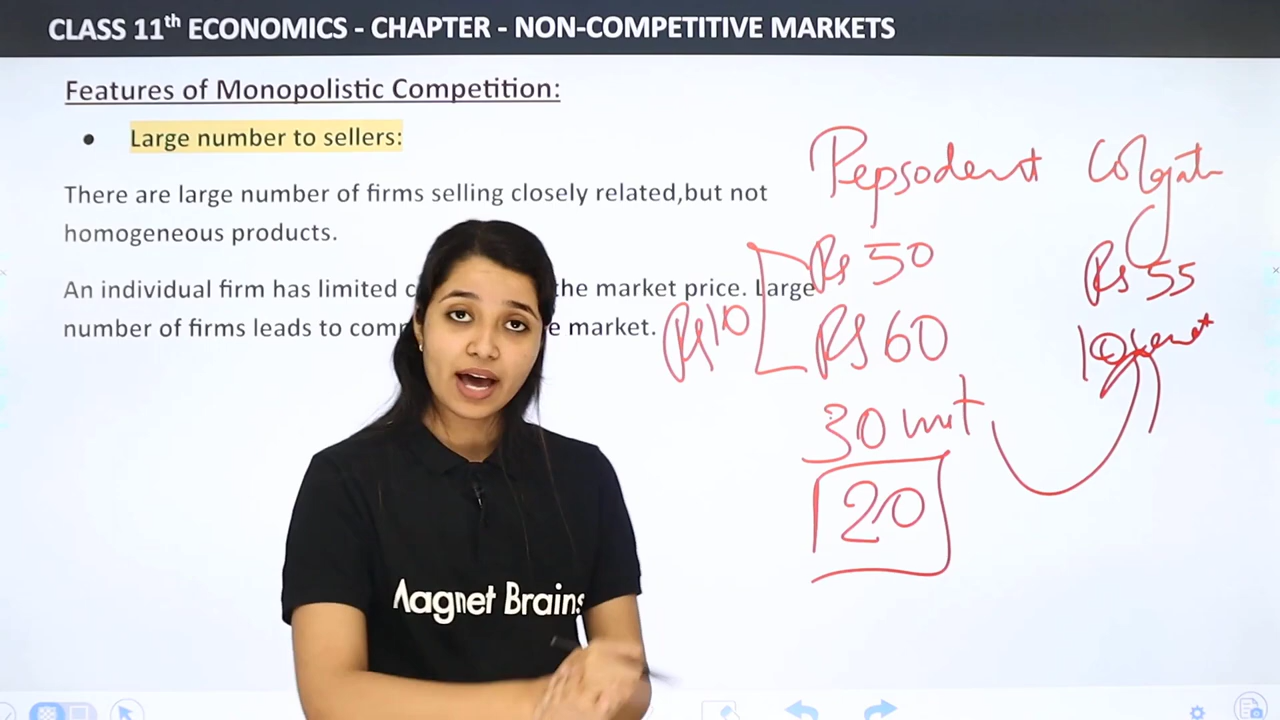 CLASS 11th ECONOMICS - CHAPTER - NON-COMPETITIVE MARKETS
Features of Monopolistic Competition:
• Large number to sellers:
There are large number of firms selling closely related,but not
homogeneous products.
An individual firm has limited c the market price. Large
number of firms leads to com e market.
Pepsodent Colgate
Rs 50 Rs 55
Rs 10 Rs 60
30 unit
20
Magnet Brains